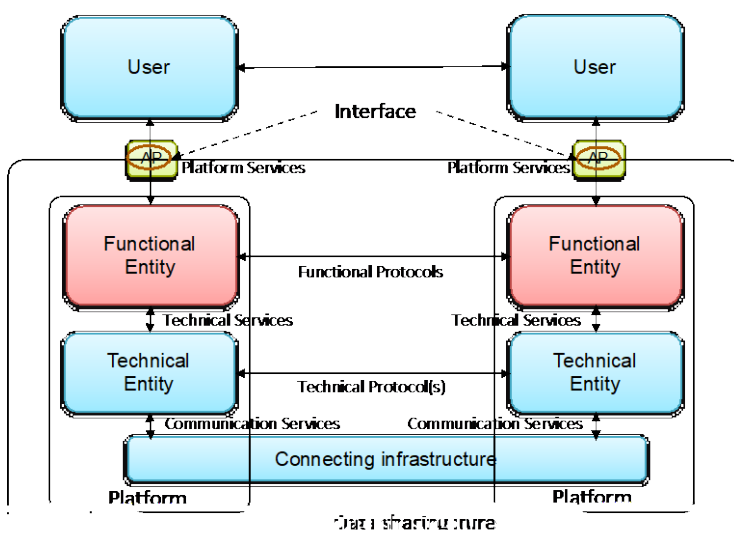 User
User
Interface
AP
AP
Platform Services
Platform Services
Functional
Entity
Functional
Entity
Functional Protocols
Technical Services
Technical Services
Technical
Entity
Technical
Entity
Technical Protocol(s)
Communication Services
Communication Services
Connecting infrastructure
Platform
Platform